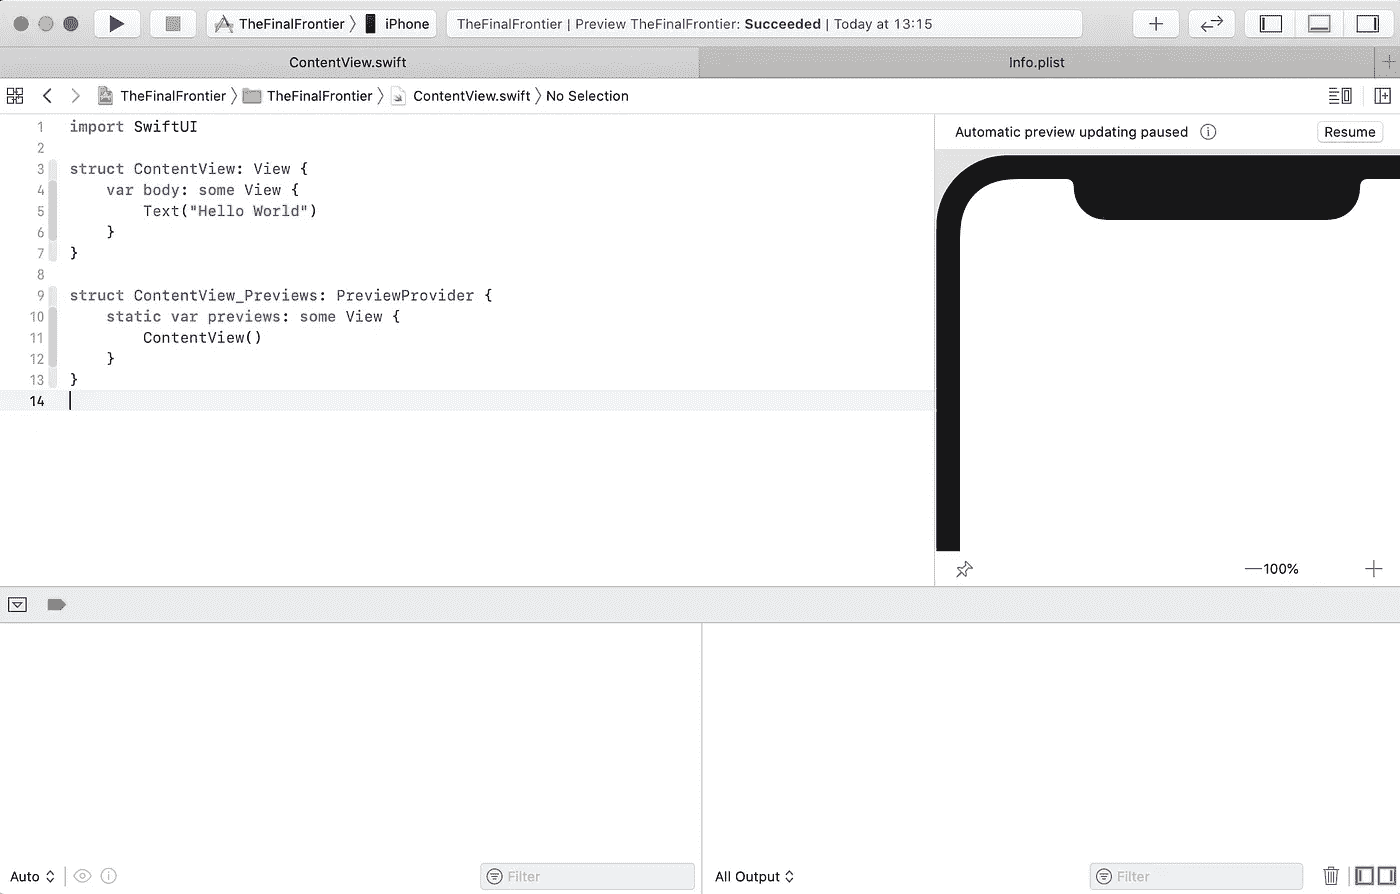 TheFinalFrontier 〉 iPhone
TheFinalFrontier | Preview TheFinalFrontier: Succeeded | Today at 13:15
ContentView.swift
Info.plist
TheFinalFrontier 〉 TheFinalFrontier 〉 ContentView.swift 〉 No Selection
Automatic preview updating paused
Resume
1 import SwiftUI
2
3 struct ContentView: View {
4     var body: some View {
5         Text("Hello World")
6     }
7 }
8
9 struct ContentView_Previews: PreviewProvider {
10     static var previews: some View {
11         ContentView()
12     }
13 }
14
100%
Auto
Filter
All Output
Filter